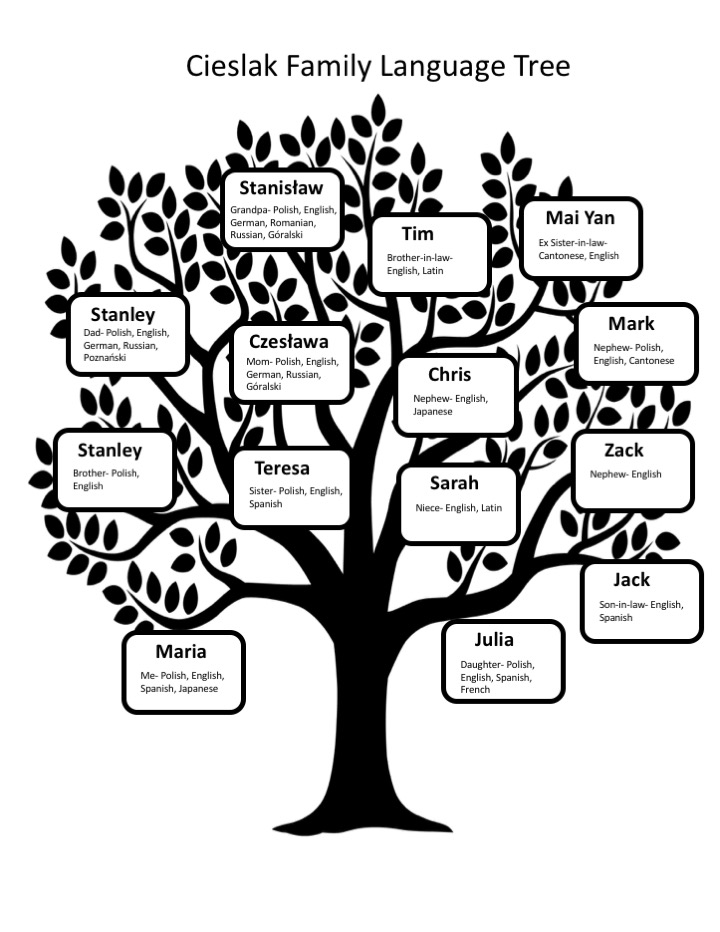 Cieslak Family Language Tree
Stanisław
Grandpa- Polish, English,
German, Romanian,
Russian, Góralski
Tim
Brother-in-law-
English, Latin
Mai Yan
Ex Sister-in-law-
Cantonese, English
Stanley
Dad- Polish, English,
German, Russian,
Poznański
Czesława
Mom- Polish, English,
German, Russian,
Góralski
Mark
Nephew- Polish,
English, Cantonese
Chris
Nephew- English,
Japanese
Stanley
Brother- Polish,
English
Teresa
Sister- Polish, English,
Spanish
Sarah
Niece- English, Latin
Zack
Nephew- English
Jack
Son-in-law- English,
Spanish
Maria
Me- Polish, English,
Spanish, Japanese
Julia
Daughter- Polish,
English, Spanish,
French